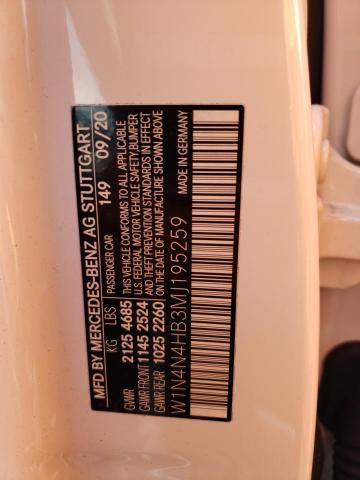 MFD BY MERCEDES-BENZ AG STUTTGART
PASSENGER CAR 149 09/20
KG LBS
GVWR 2125 4685
GAWR FRONT 1145 2524
GAWR REAR 1025 2260
THIS VEHICLE CONFORMS TO ALL APPLICABLE
U.S. FEDERAL MOTOR VEHICLE SAFETY, BUMPER
AND THEFT PREVENTION STANDARDS IN EFFECT
ON THE DATE OF MANUFACTURE SHOWN ABOVE
MADE IN GERMANY
W1N4N4HB3MJ195259